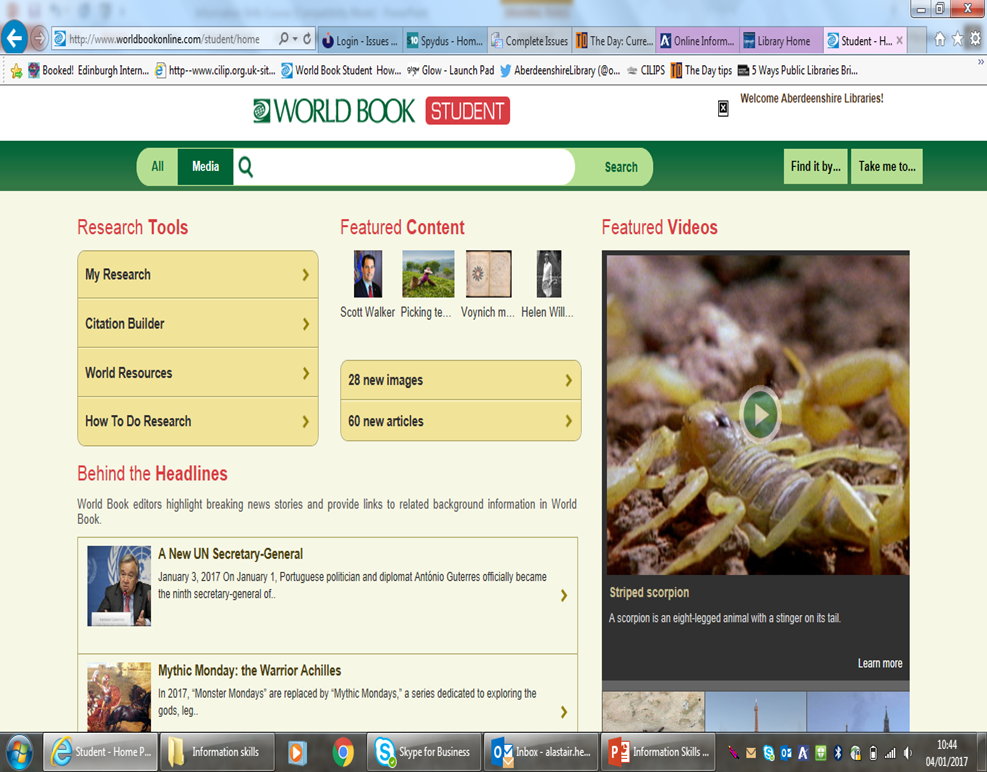 http://www.worldbookonline.com/student/home
Login - Issues ...
Spydus - Hom...
Complete Issues
The Day: Curre...
Online Inform...
Library Home
Student - H...
Booked! Edinburgh Intern...
http--www.cilip.org.uk-sit...
World Book Student How...
Glow - Launch Pad
AberdeenshireLibrary (@o...
CILIPS
The Day tips
5 Ways Public Libraries Bri...
WORLD BOOK STUDENT
Welcome Aberdeenshire Libraries!
All
Media
Search
Find it by...
Take me to...
Research Tools
My Research
Citation Builder
World Resources
How To Do Research
Featured Content
Scott Walker
Picking te...
Voynich m...
Helen Will...
28 new images
60 new articles
Featured Videos
Striped scorpion
A scorpion is an eight-legged animal with a stinger on its tail.
Learn more
Behind the Headlines
World Book editors highlight breaking news stories and provide links to related background information in World
Book.
A New UN Secretary-General
January 3, 2017 On January 1, Portuguese politician and diplomat António Guterres officially became
the ninth secretary-general of..
Mythic Monday: the Warrior Achilles
In 2017, “Monster Mondays” are replaced by “Mythic Mondays,” a series dedicated to exploring the
gods, leg..
Student - Home P...
Information skills
Skype for Business
Inbox - alastair.he...
Information Skills ...
10:44
04/01/2017